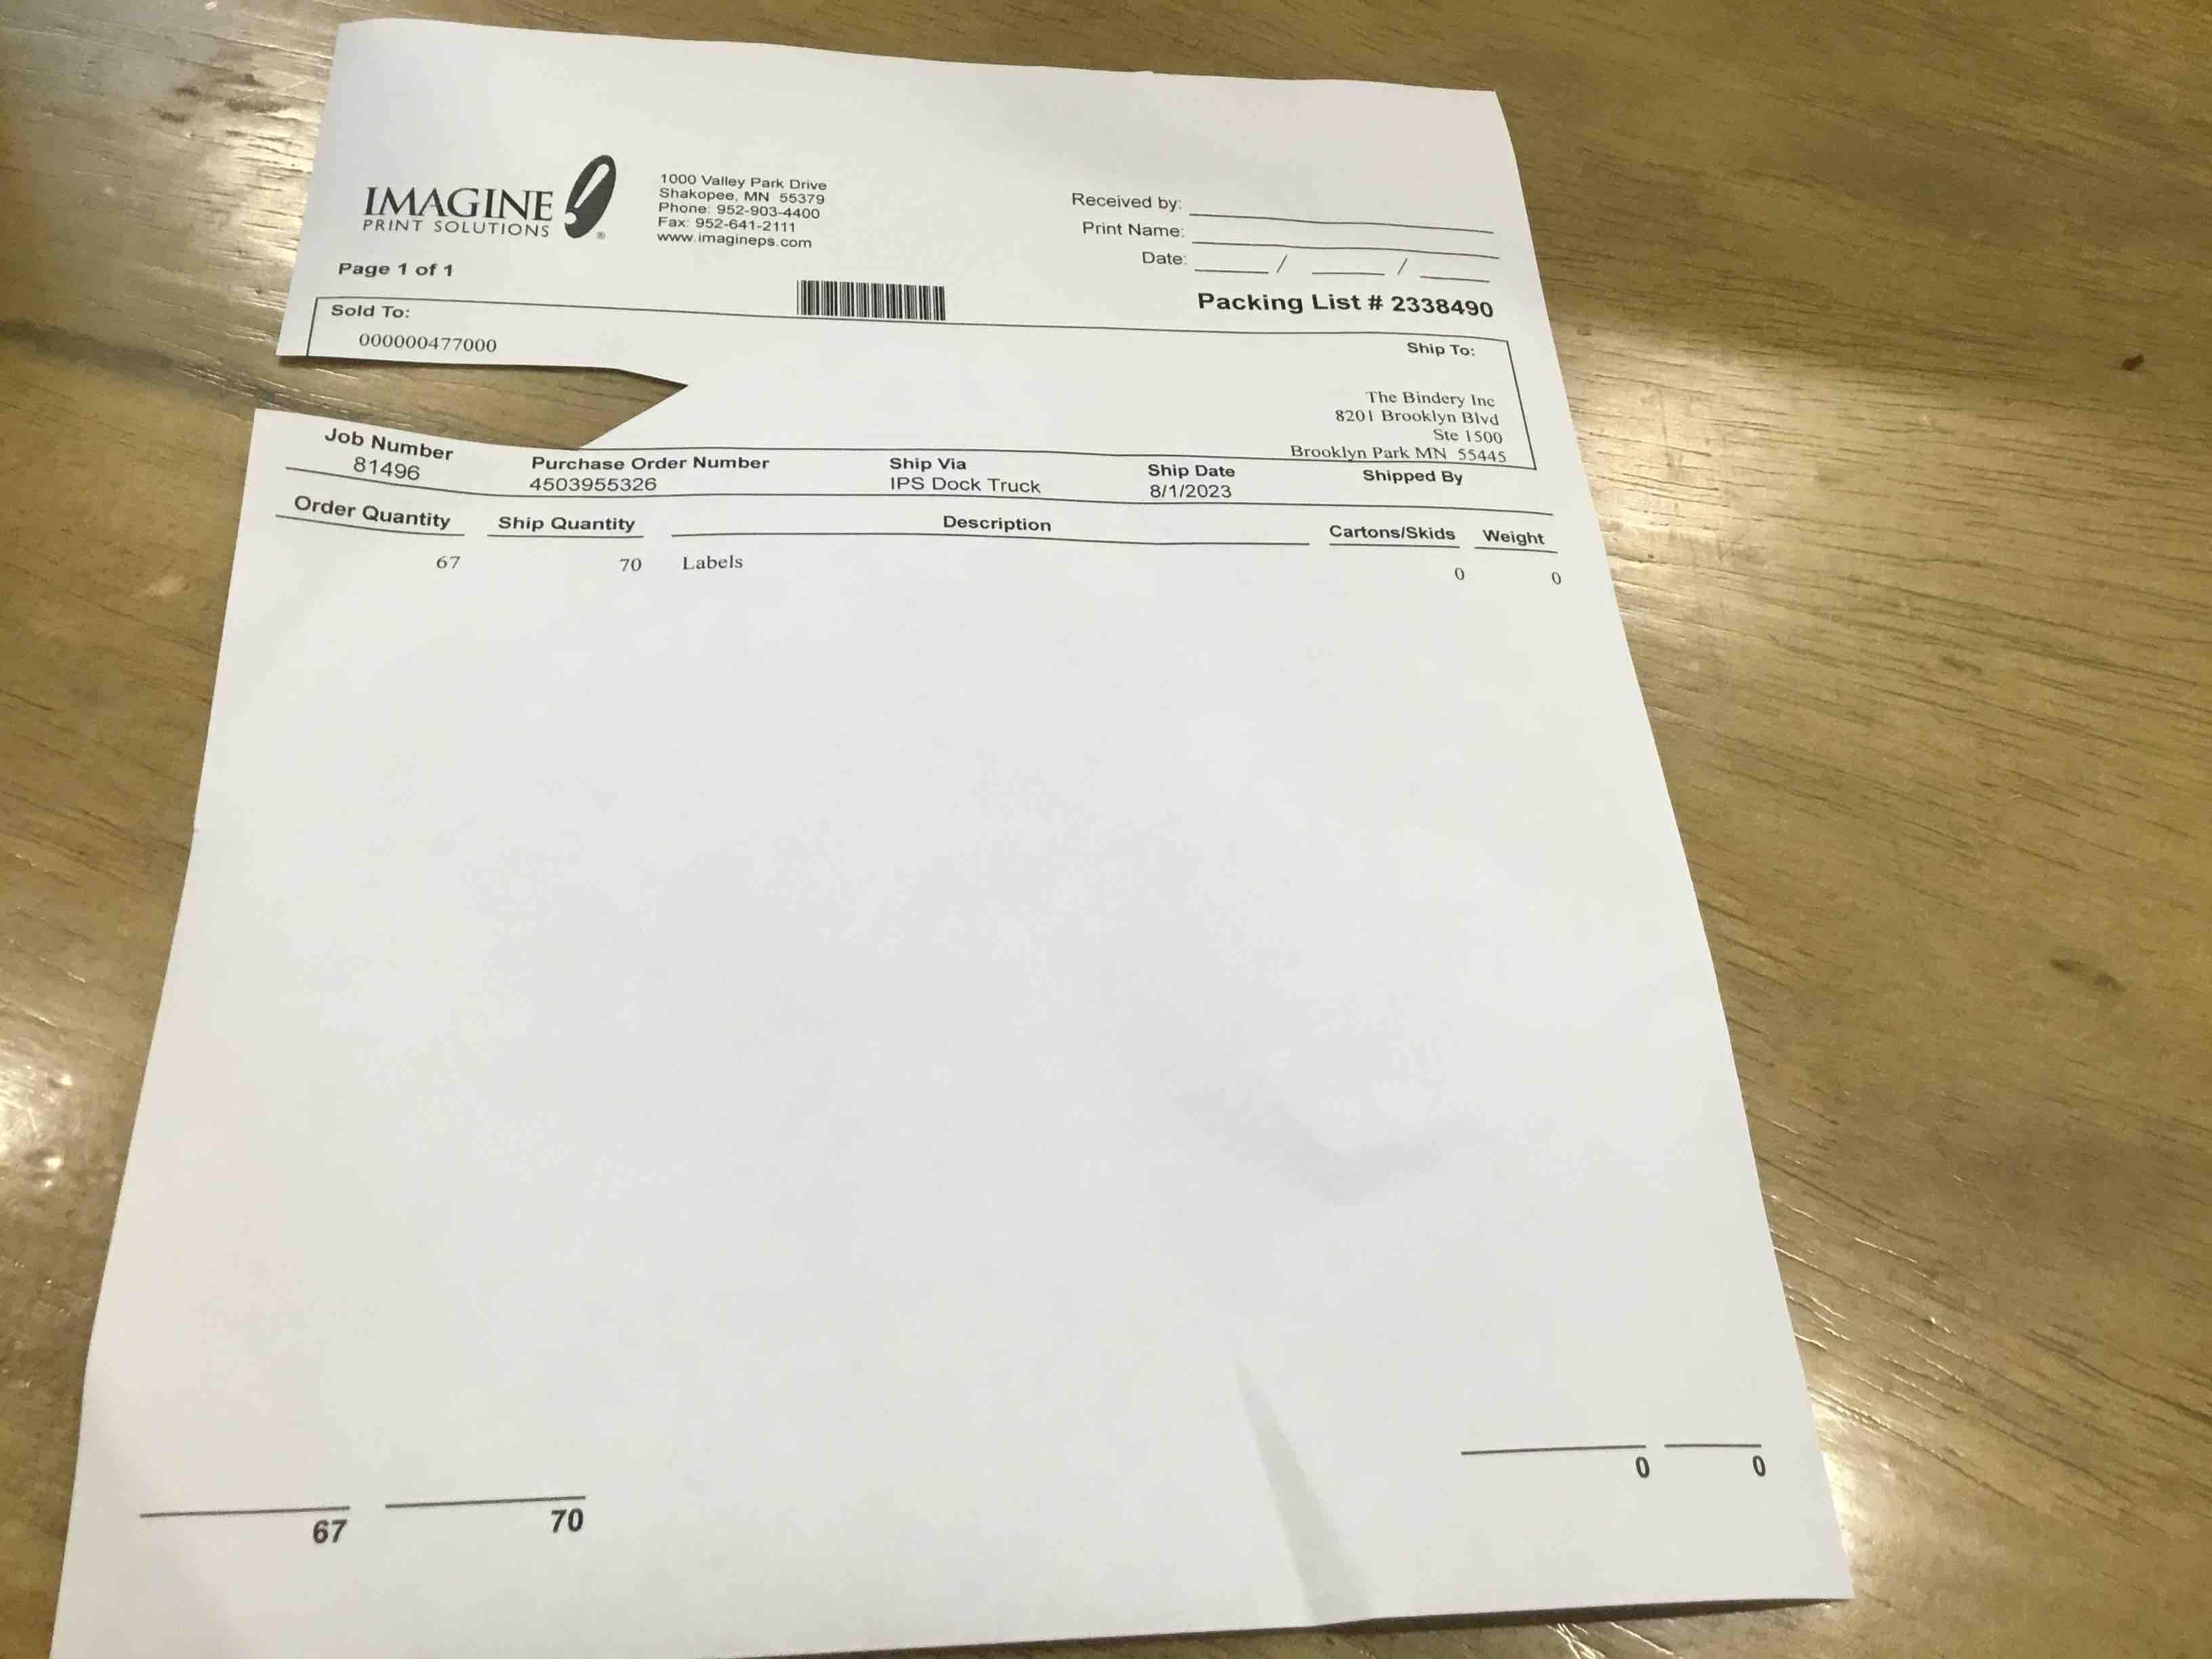 IMAGINE
PRINT SOLUTIONS
®
1000 Valley Park Drive
Shakopee, MN 55379
Phone: 952-903-4400
Fax: 952-641-2111
www.imagineps.com
Received by:
Print Name:
Date: / /
Page 1 of 1
Packing List # 2338490
Sold To:
000000477000
Ship To:
The Bindery Inc
8201 Brooklyn Blvd
Ste 1500
Brooklyn Park MN 55445
Job Number Purchase Order Number Ship Via Ship Date Shipped By
81496 4503955326 IPS Dock Truck 8/1/2023
Order Quantity Ship Quantity Description Cartons/Skids Weight
67 70 Labels 0 0
67 70 0 0